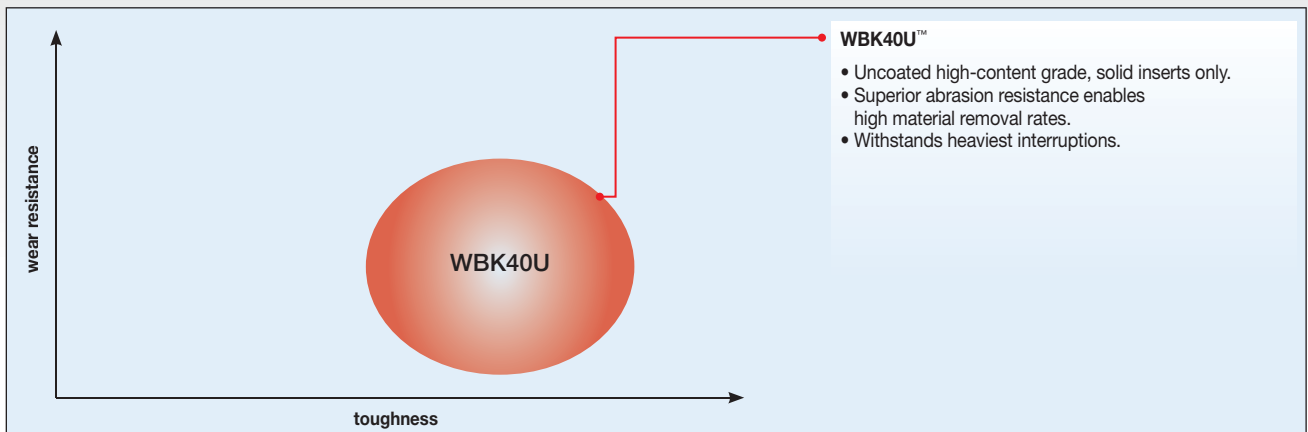 WBK40U™
• Uncoated high-content grade, solid inserts only.
• Superior abrasion resistance enables
high material removal rates.
• Withstands heaviest interruptions.
wear resistance
WBK40U
toughness